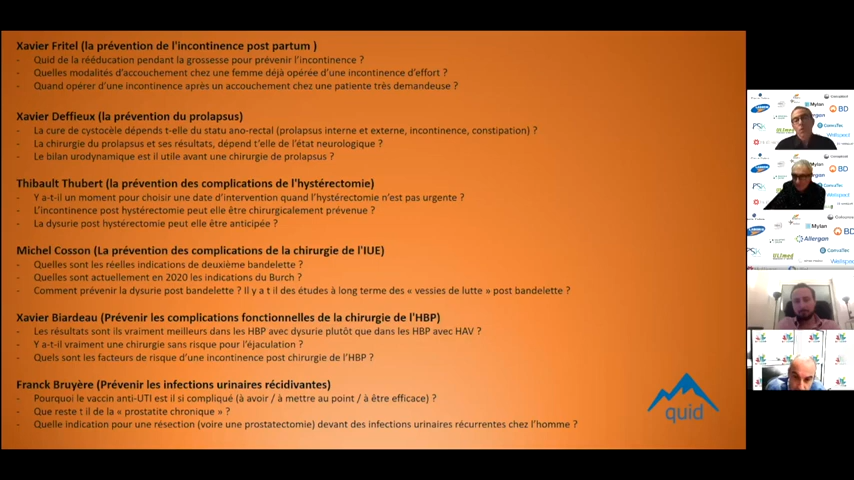 Xavier Fritel (la prévention de l'incontinence post partum )
- Quid de la rééducation pendant la grossesse pour prévenir l'incontinence ?
- Quelles modalités d'accouchement chez une femme déjà opérée d'une incontinence d'effort ?
- Quand opérer d'une incontinence après un accouchement chez une patiente très demandeuse ?
Xavier Deffieux (la prévention du prolapsus)
- La cure de cystocèle dépends t-elle du statu ano-rectal (prolapsus interne et externe, incontinence, constipation) ?
- La chirurgie du prolapsus et ses résultats, dépend t'elle de l'état neurologique ?
- Le bilan urodynamique est il utile avant une chirurgie de prolapsus ?
Thibault Thubert (la prévention des complications de l'hystérectomie)
- Y a-t-il un moment pour choisir une date d'intervention quand l'hystérectomie n'est pas urgente ?
- L'incontinence post hystérectomie peut elle être chirurgicalement prévenue ?
- La dysurie post hystérectomie peut elle être anticipée ?
Michel Cosson (La prévention des complications de la chirurgie de l'IUE)
- Quelles sont les réelles indications de deuxième bandelette ?
- Quelles sont actuellement en 2020 les indications du Burch ?
- Comment prévenir la dysurie post bandelette ? Il y a t il des études à long terme des « vessies de lutte » post bandelette ?
Xavier Biardeau (Prévenir les complications fonctionnelles de la chirurgie de l'HBP)
- Les résultats sont ils vraiment meilleurs dans les HBP avec dysurie plutôt que dans les HBP avec HAV ?
- Y a-t-il vraiment une chirurgie sans risque pour l'éjaculation ?
- Quels sont les facteurs de risque d'une incontinence post chirurgie de l'HBP ?
Franck Bruyère (Prévenir les infections urinaires récidivantes)
- Pourquoi le vaccin anti-UTI est il si compliqué (à avoir / à mettre au point / à être efficace) ?
- Que reste t il de la « prostatite chronique » ?
- Quelle indication pour une résection (voire une prostatectomie) devant des infections urinaires récurrentes chez l'homme ?
quid
Mylan
BD
Wellspect
BD
Mylan
BD
Allergan
Wellspect